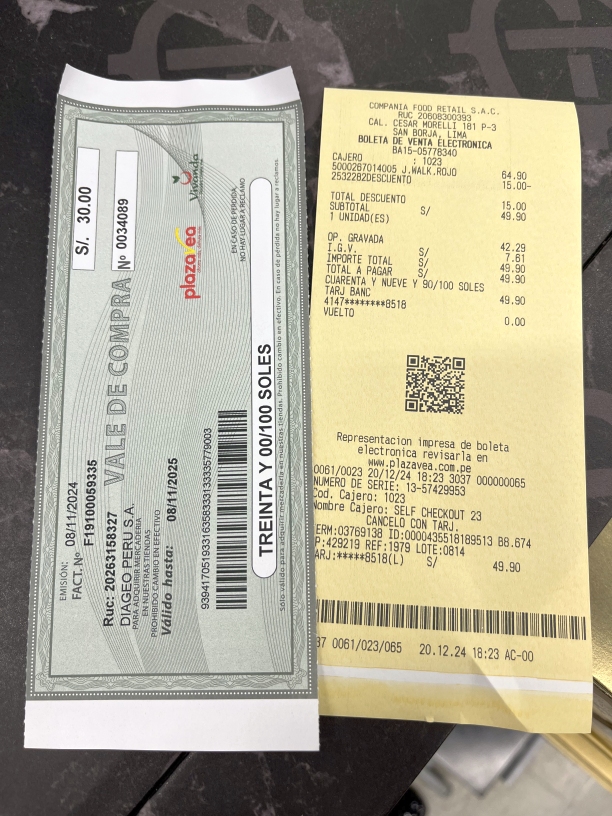 S/. 30.00
Nº 0034089
VALE DE COMPRA
EMISIÓN: 08/11/2024
FACT. Nº F19100059335
Ruc: 20263158327
DIAGEO PERU S.A.
PARA ADQUIRIR MERCADERIA
EN NUESTRAS TIENDAS
PROHIBIDO CAMBIO EN EFECTIVO
Válido hasta: 08/11/2025
plazaVea
Vivanda
EN CASO DE PERDIDA
NO HAY LUGAR A RECLAMO
TREINTA Y 00/100 SOLES
Sólo válido para adquirir mercadería en nuestras tiendas. Prohibido cambio en efectivo. En caso de pérdida no hay lugar a reclamos.
COMPANIA FOOD RETAIL S.A.C.
RUC 20608300393
CAL. CESAR MORELLI 181 P-3
SAN BORJA, LIMA
BOLETA DE VENTA ELECTRONICA
BA15-05778340
CAJERO : 1023
5000267014005 J.WALK.ROJO 64.90
2532282DESCUENTO 15.00-
TOTAL DESCUENTO 15.00
SUBTOTAL S/ 49.90
1 UNIDAD(ES)
OP. GRAVADA S/ 42.29
I.G.V. S/ 7.61
IMPORTE TOTAL S/ 49.90
TOTAL A PAGAR S/ 49.90
CUARENTA Y NUEVE Y 90/100 SOLES
TARJ BANC 49.90
4147********8518
VUELTO 0.00
Representacion impresa de boleta
electronica revisarla en
www.plazavea.com.pe
0061/0023 20/12/24 18:23 3037 000000065
NUMERO DE SERIE: 13-57429953
Cod. Cajero: 1023
Nombre Cajero: SELF CHECKOUT 23
CANCELO CON TARJ.
ERM:03769138 ID:0000435518189513 B8.674
P:429219 REF:1979 LOTE:0814
ARJ:*****8518(L) S/ 49.90
37 0061/023/065 20.12.24 18:23 AC-00